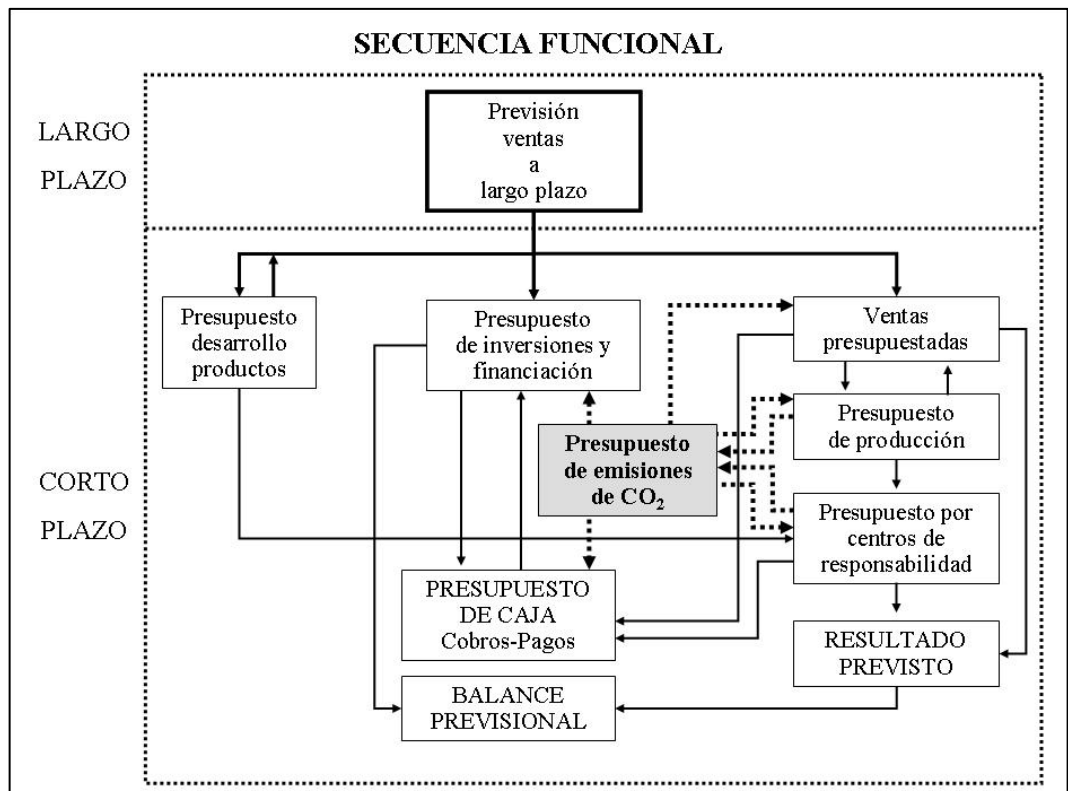 SECUENCIA FUNCIONAL
LARGO
PLAZO
Previsión
ventas
a
largo plazo
CORTO
PLAZO
Presupuesto
desarrollo
productos
Presupuesto
de inversiones y
financiación
Ventas
presupuestadas
Presupuesto
de producción
Presupuesto
de emisiones
de CO₂
Presupuesto por
centros de
responsabilidad
PRESUPUESTO
DE CAJA
Cobros-Pagos
RESULTADO
PREVISTO
BALANCE
PREVISIONAL